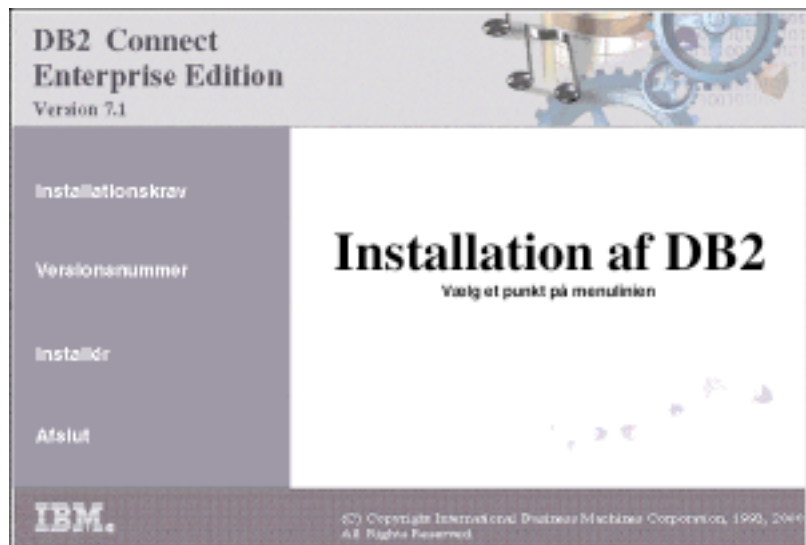 DB2 Connect
Enterprise Edition
Version 7.1
Installationskrav
Versionsnummer
Installér
Afslut
Installation af DB2
Vælg et punkt på menulinien
IBM.
(C) Copyright International Business Machines Corporation, 1993,
All Rights Reserved.